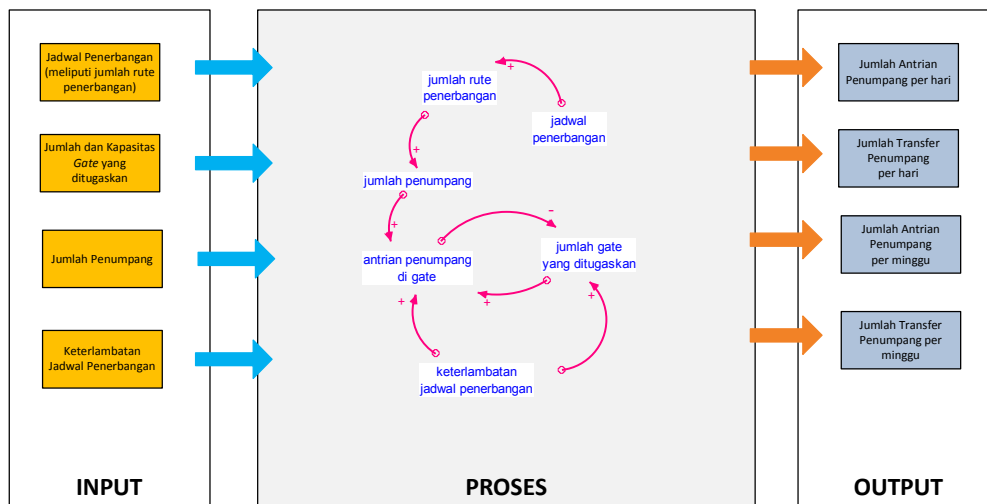 Jadwal Penerbangan
(meliputi jumlah rute
penerbangan)
Jumlah dan Kapasitas
Gate yang
ditugaskan
Jumlah Penumpang
Keterlambatan
Jadwal Penerbangan
INPUT
jumlah rute
penerbangan
+
jadwal
penerbangan
+
jumlah penumpang
+
-
antrian penumpang
di gate
jumlah gate
yang ditugaskan
+
+
+
keterlambatan
jadwal penerbangan
PROSES
Jumlah Antrian
Penumpang per hari
Jumlah Transfer
Penumpang
per hari
Jumlah Antrian
Penumpang
per minggu
Jumlah Transfer
Penumpang per
minggu
OUTPUT